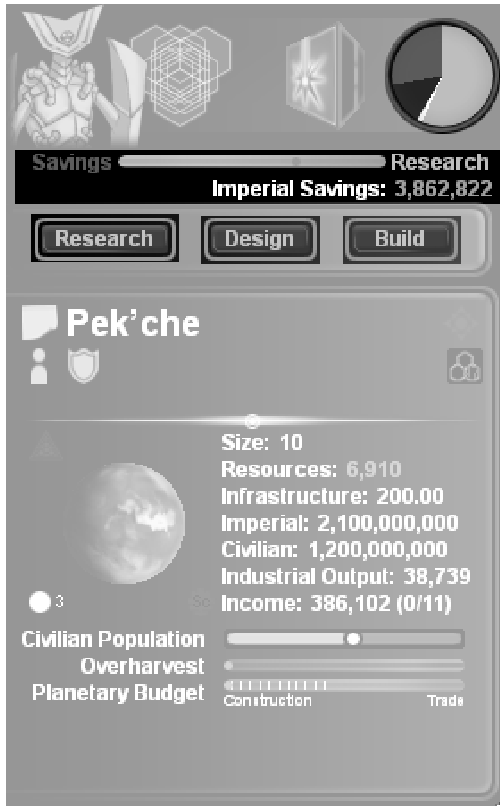 Savings Research
Imperial Savings: 3,862,822
Research Design Build
Pek'che
Size: 10
Resources: 6,910
Infrastructure: 200.00
Imperial: 2,100,000,000
Civilian: 1,200,000,000
Industrial Output: 38,739
3 Sc Income: 386,102 (0/11)
Civilian Population
Overharvest
Planetary Budget
Construction Trade